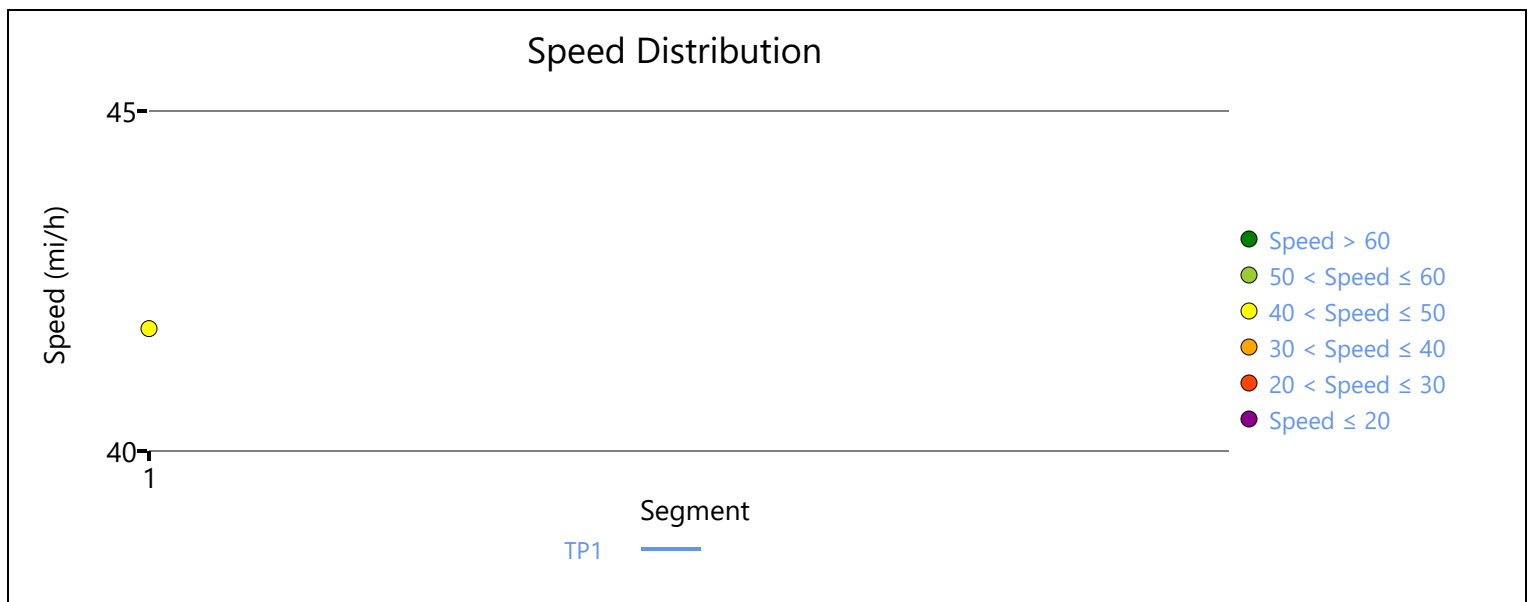 Speed Distribution
45
Speed (mi/h)
40
1
Segment
TP1
Speed > 60
50 < Speed ≤ 60
40 < Speed ≤ 50
30 < Speed ≤ 40
20 < Speed ≤ 30
Speed ≤ 20